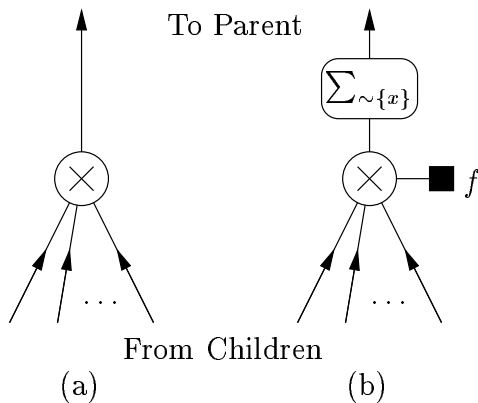 To Parent
∑∼{x}
× × f
... ...
From Children
(a) (b)